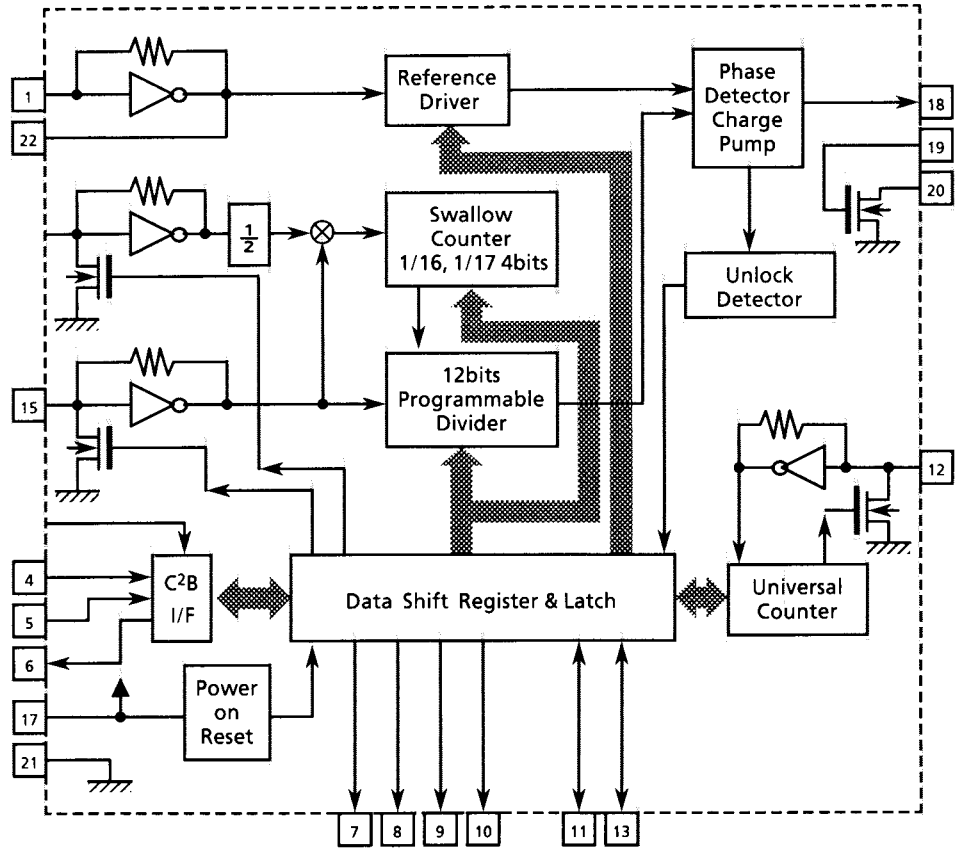 1
22
Reference
Driver
Phase
Detector
Charge
Pump
18
19
20
1/2
Swallow
Counter
1/16, 1/17 4bits
Unlock
Detector
15
12bits
Programmable
Divider
12
4
5
6
17
21
C²B
I/F
Data Shift Register & Latch
Universal
Counter
Power
on
Reset
7
8
9
10
11
13